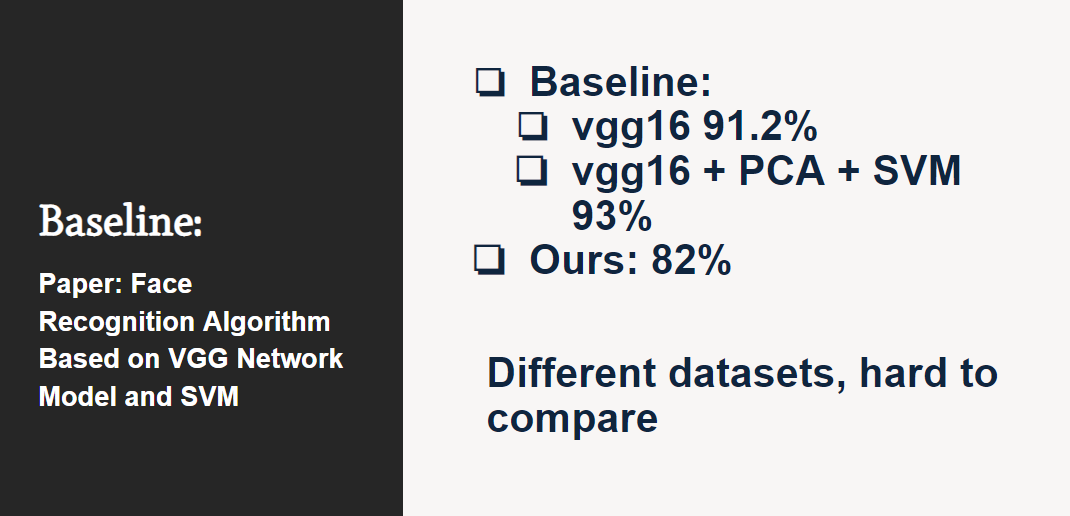 Baseline:
Paper: Face
Recognition Algorithm
Based on VGG Network
Model and SVM
❑ Baseline:
❑ vgg16 91.2%
❑ vgg16 + PCA + SVM
93%
❑ Ours: 82%
Different datasets, hard to
compare